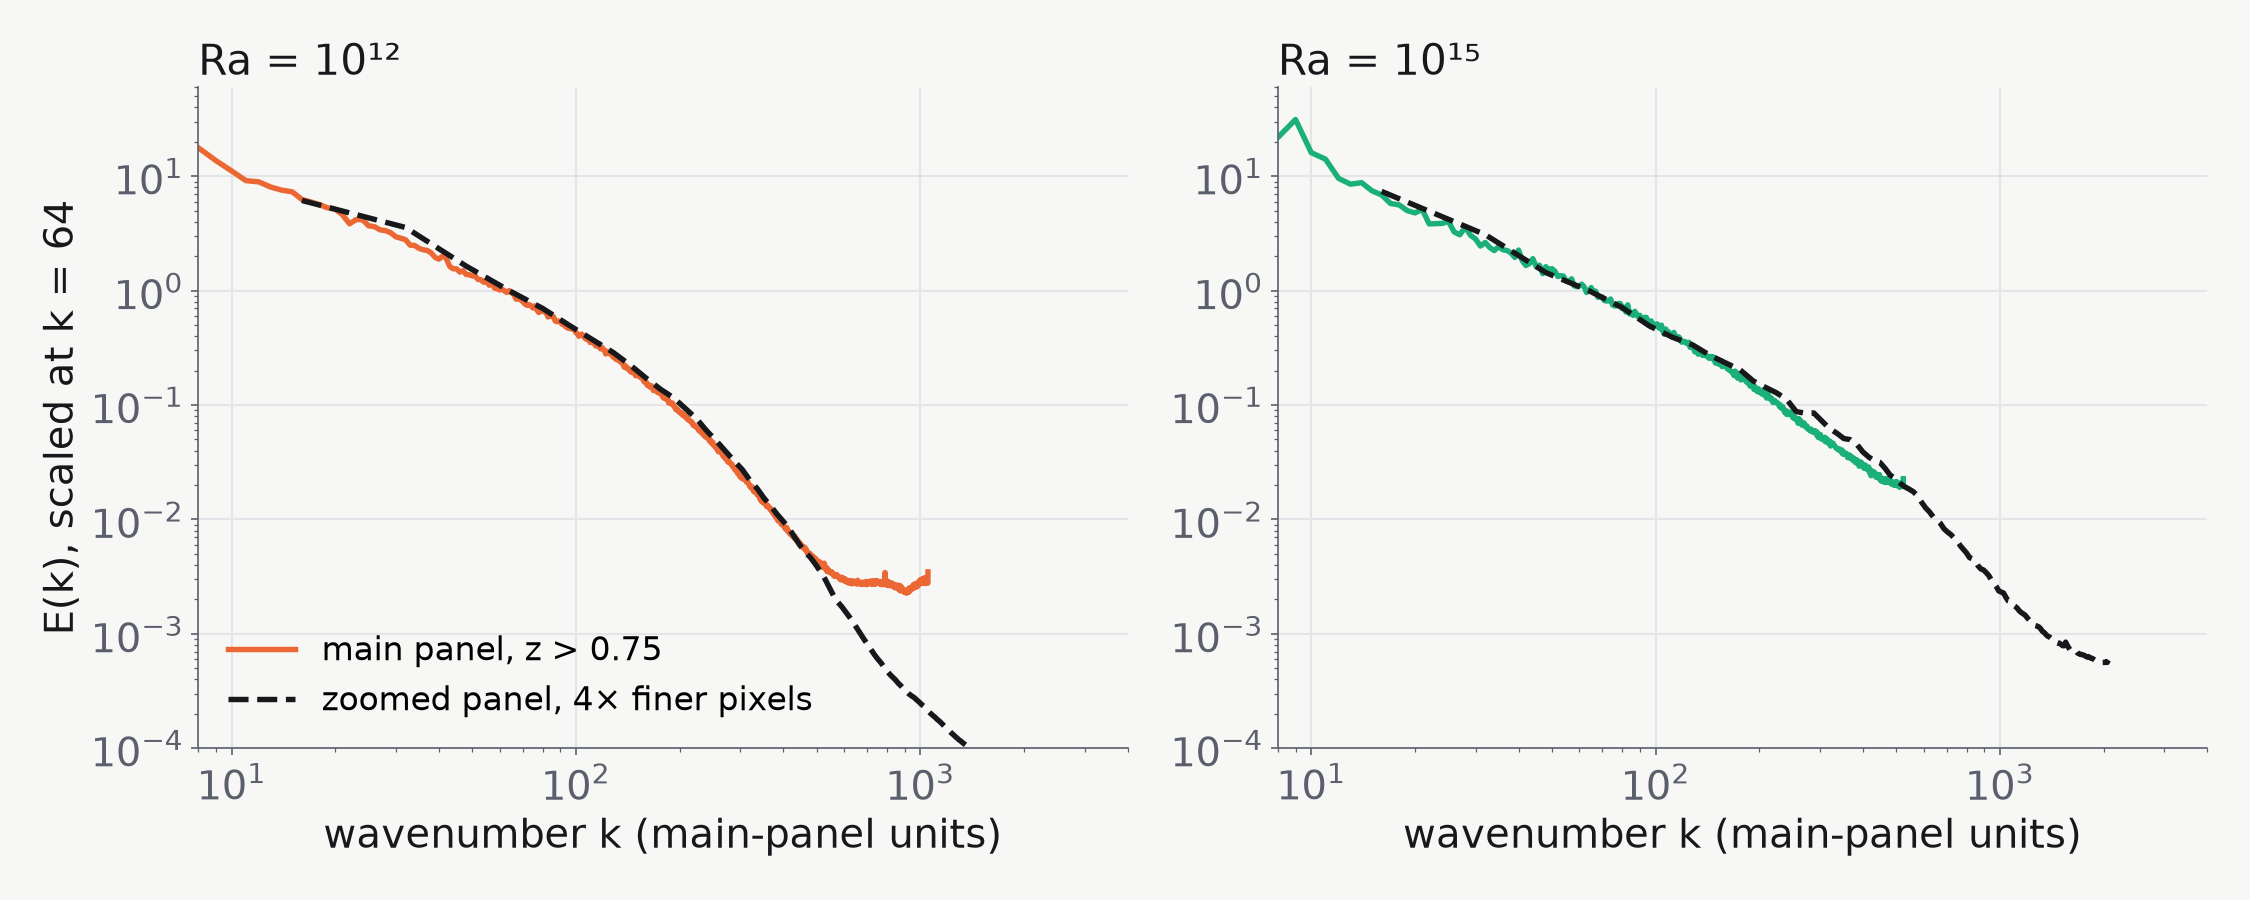 Ra = 10¹²
Ra = 10¹⁵
E(k), scaled at k = 64
10¹
10⁰
10⁻¹
10⁻²
10⁻³
10⁻⁴
main panel, z > 0.75
zoomed panel, 4× finer pixels
10¹ 10² 10³
wavenumber k (main-panel units)
10¹
10⁰
10⁻¹
10⁻²
10⁻³
10⁻⁴
10¹ 10² 10³
wavenumber k (main-panel units)